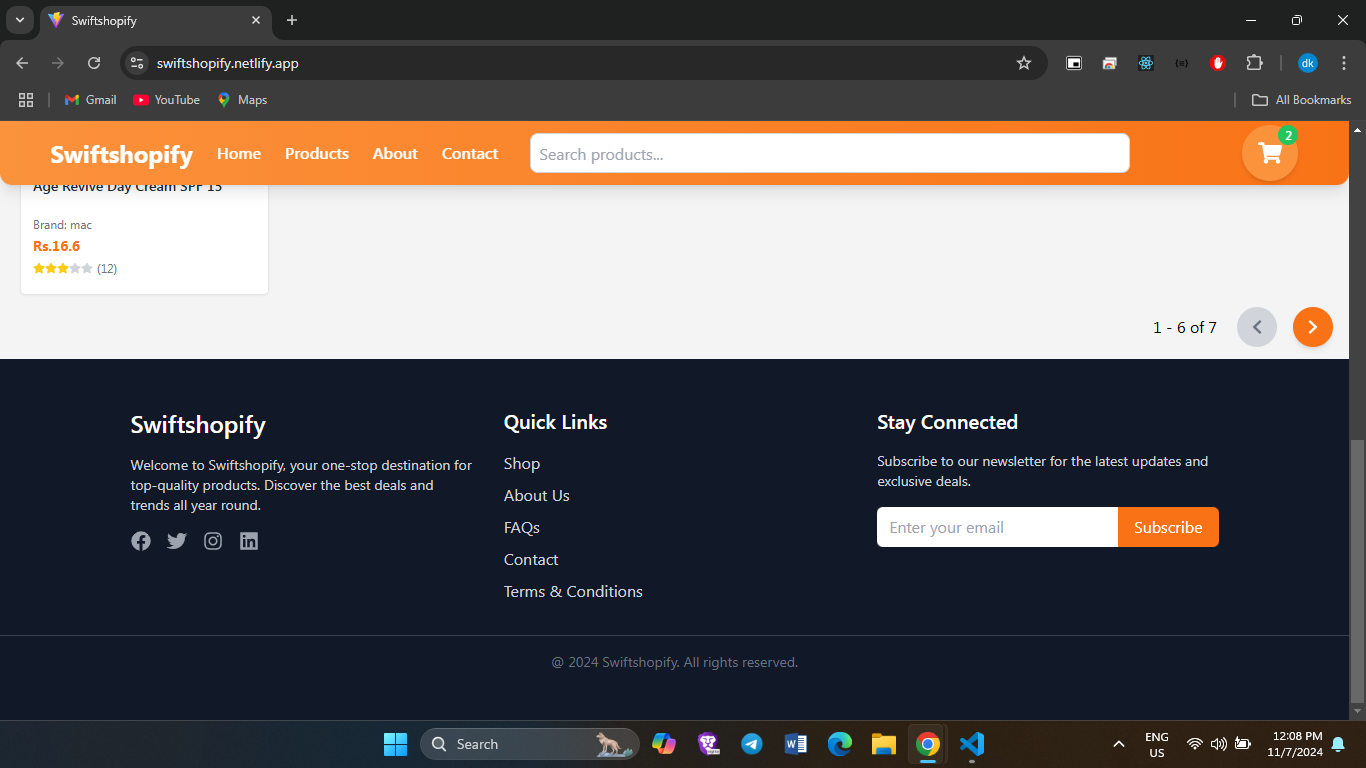 Swiftshopify
swiftshopify.netlify.app
dk
Gmail
YouTube
Maps
All Bookmarks
Swiftshopify
Home
Products
About
Contact
Search products...
2
Age Revive Day Cream SPF 15
Brand: mac
Rs.16.6
(12)
1 - 6 of 7
Swiftshopify
Welcome to Swiftshopify, your one-stop destination for
top-quality products. Discover the best deals and
trends all year round.
Quick Links
Shop
About Us
FAQs
Contact
Terms & Conditions
Stay Connected
Subscribe to our newsletter for the latest updates and
exclusive deals.
Enter your email
Subscribe
@ 2024 Swiftshopify. All rights reserved.
Search
ENG
US
12:08 PM
11/7/2024